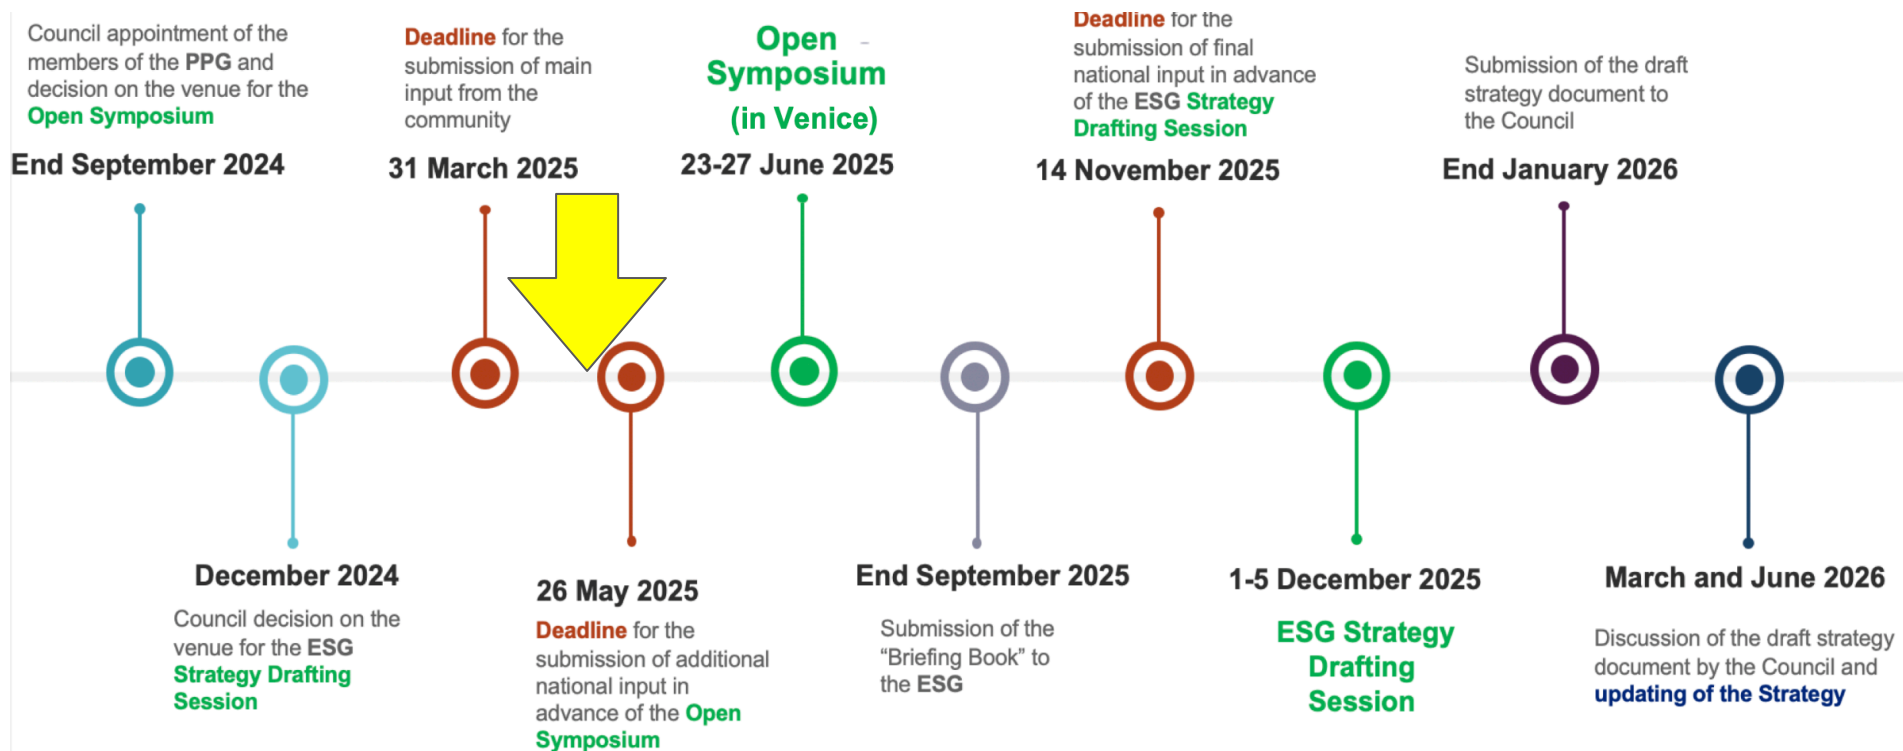 Council appointment of the
members of the PPG and
decision on the venue for the
Open Symposium
End September 2024
December 2024
Council decision on the
venue for the ESG
Strategy Drafting
Session
Deadline for the
submission of main
input from the
community
31 March 2025
26 May 2025
Deadline for the
submission of additional
national input in
advance of the Open
Symposium
Open
Symposium
(in Venice)
23-27 June 2025
End September 2025
Submission of the
“Briefing Book” to
the ESG
Deadline for the
submission of final
national input in advance
of the ESG Strategy
Drafting Session
14 November 2025
1-5 December 2025
ESG Strategy
Drafting
Session
Submission of the draft
strategy document to
the Council
End January 2026
March and June 2026
Discussion of the draft strategy
document by the Council and
updating of the Strategy